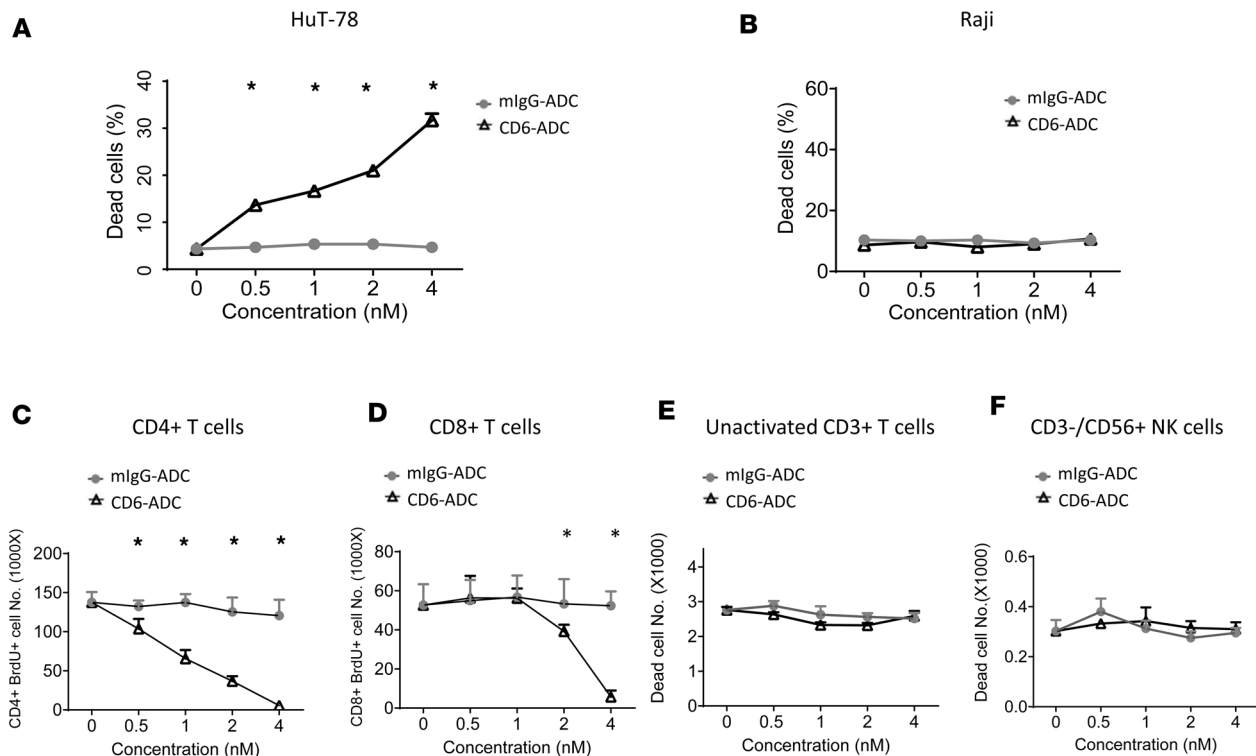 A
HuT-78
Dead cells (%)
40
30
20
10
0
* * * *
mIgG-ADC
CD6-ADC
0 0.5 1 2 4
Concentration (nM)
B
Raji
Dead cells (%)
60
40
20
0
mIgG-ADC
CD6-ADC
0 0.5 1 2 4
Concentration (nM)
C
CD4+ T cells
mIgG-ADC
CD6-ADC
CD4+ BrdU+ cell No. (1000X)
* * * *
200
150
100
50
0
0 0.5 1 2 4
Concentration (nM)
D
CD8+ T cells
mIgG-ADC
CD6-ADC
CD8+ BrdU+ cell No. (1000X)
* *
80
60
40
20
0
0 0.5 1 2 4
Concentration (nM)
E
Unactivated CD3+ T cells
mIgG-ADC
CD6-ADC
Dead cell No. (X1000)
4
3
2
1
0
0 0.5 1 2 4
Concentration (nM)
F
CD3-/CD56+ NK cells
mIgG-ADC
CD6-ADC
Dead cell No.(X1000)
0.6
0.4
0.2
0.0
0 0.5 1 2 4
Concentration (nM)